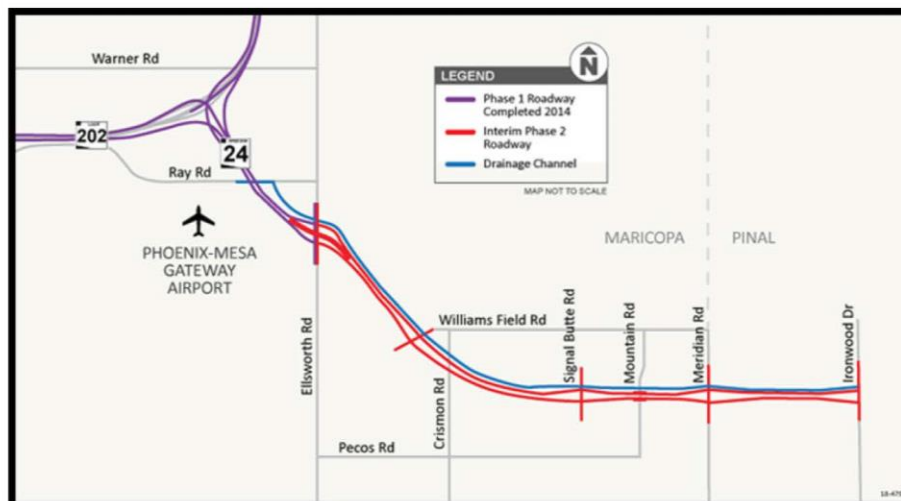 Warner Rd
LEGEND
N
Phase 1 Roadway
Completed 2014
Interim Phase 2
Roadway
Drainage Channel
MAP NOT TO SCALE
202
24
Ray Rd
PHOENIX-MESA
GATEWAY
AIRPORT
MARICOPA
PINAL
Ellsworth Rd
Williams Field Rd
Crismon Rd
Signal Butte Rd
Mountain Rd
Meridian Rd
Ironwood Dr
Pecos Rd